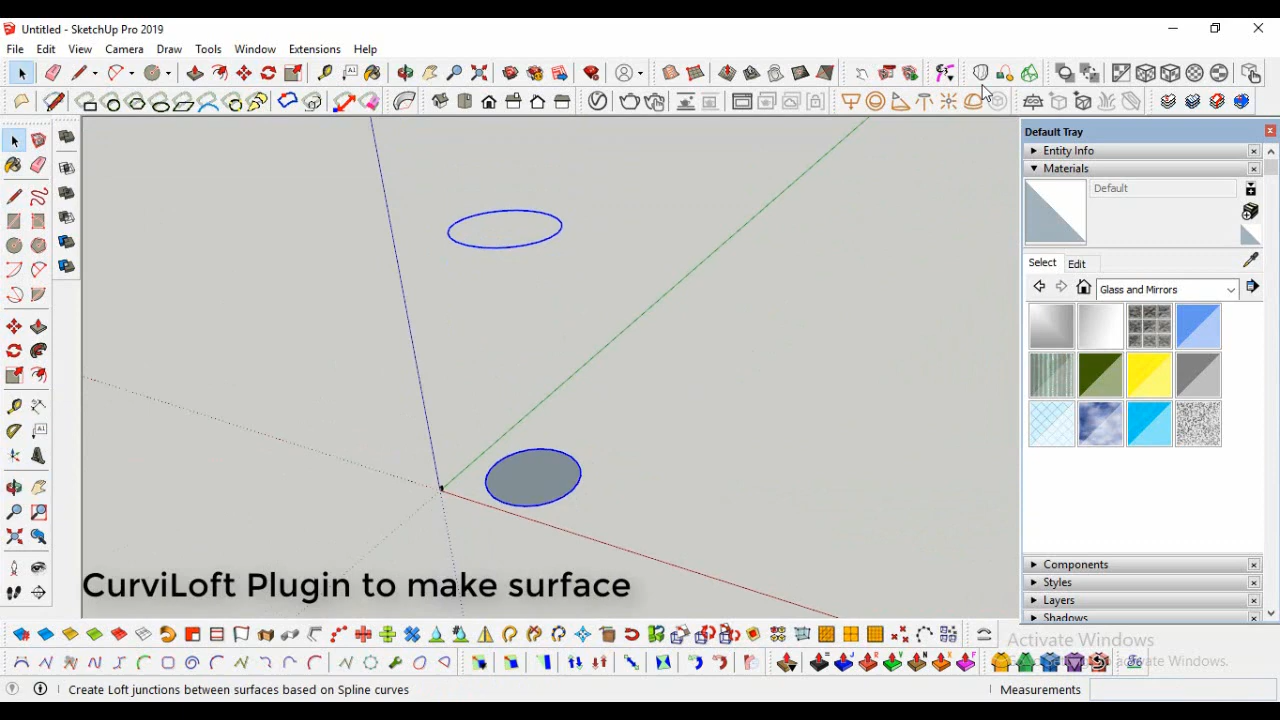 Untitled - SketchUp Pro 2019
File Edit View Camera Draw Tools Window Extensions Help
Default Tray
Entity Info
Materials
Default
Select Edit
Glass and Mirrors
Components
Styles
Layers
Shadows
CurviLoft Plugin to make surface
Activate Windows
Create Loft junctions between surfaces based on Spline curves
Measurements